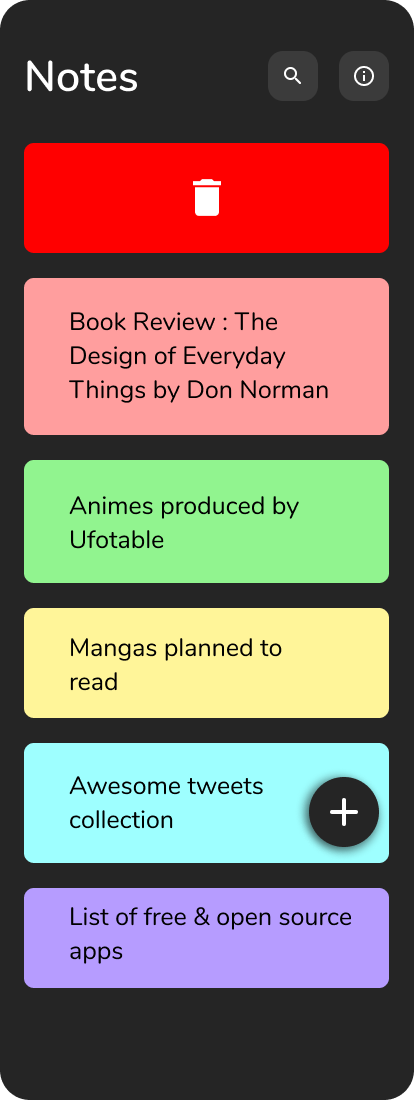 Notes
Book Review : The
Design of Everyday
Things by Don Norman
Animes produced by
Ufotable
Mangas planned to
read
Awesome tweets
collection
List of free & open source
apps